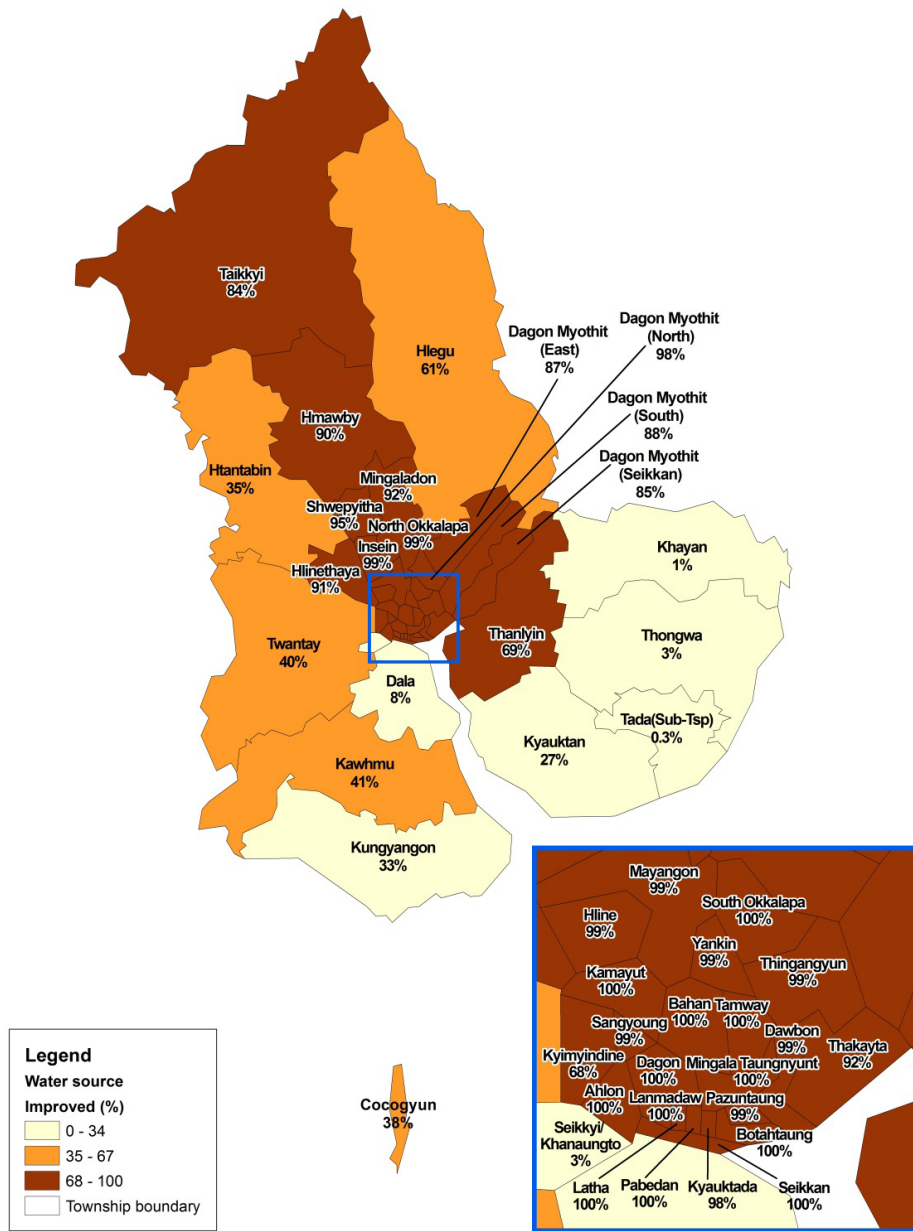 Taikkyi
84%
Hlegu
61%
Dagon Myothit
(East)
87%
Dagon Myothit
(North)
98%
Dagon Myothit
(South)
88%
Dagon Myothit
(Seikkan)
85%
Hmawby
90%
Htantabin
35%
Mingaladon
92%
Shwepyitha
95%
North Okkalapa
99%
Insein
99%
Hlinethaya
91%
Khayan
1%
Thongwa
3%
Thanlyin
69%
Twantay
40%
Dala
8%
Tada(Sub-Tsp)
0.3%
Kyauktan
27%
Kawhmu
41%
Kungyangon
33%
Cocogyun
38%
Legend
Water source
Improved (%)
0 - 34
35 - 67
68 - 100
Township boundary
Mayangon
99%
South Okkalapa
100%
Hline
99%
Yankin
99%
Thingangyun
99%
Kamayut
100%
Bahan
100%
Tamway
100%
Sangyoung
99%
Dawbon
99%
Thakayta
92%
Kyimyindine
68%
Dagon
100%
Mingala Taungnyunt
100%
Ahlon
100%
Lanmadaw
100%
Pazuntaung
99%
Botahtaung
100%
Seikkyi/
Khanaungto
3%
Latha
100%
Pabedan
100%
Kyauktada
98%
Seikkan
100%